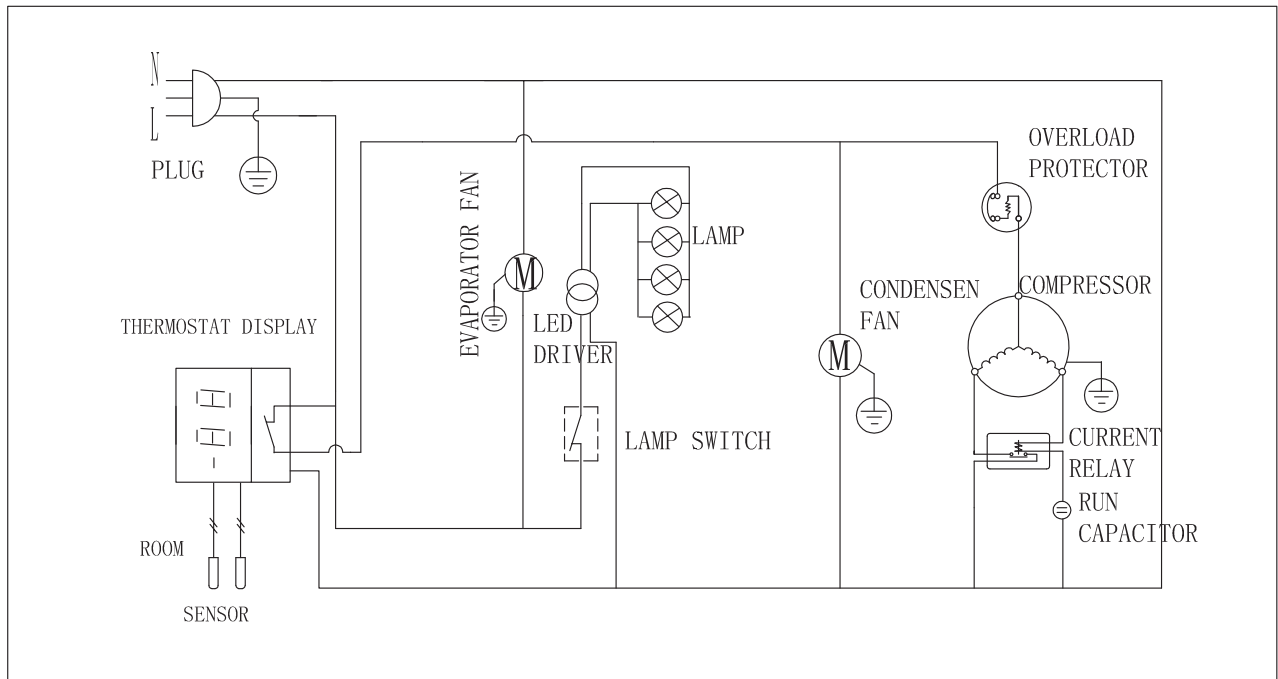 N
L
PLUG
OVERLOAD
PROTECTOR
EVAPORATOR FAN
LAMP
M
CONDENSEN
FAN
COMPRESSOR
THERMOSTAT DISPLAY
LED
DRIVER
M
LAMP SWITCH
CURRENT
RELAY
RUN
CAPACITOR
ROOM
SENSOR